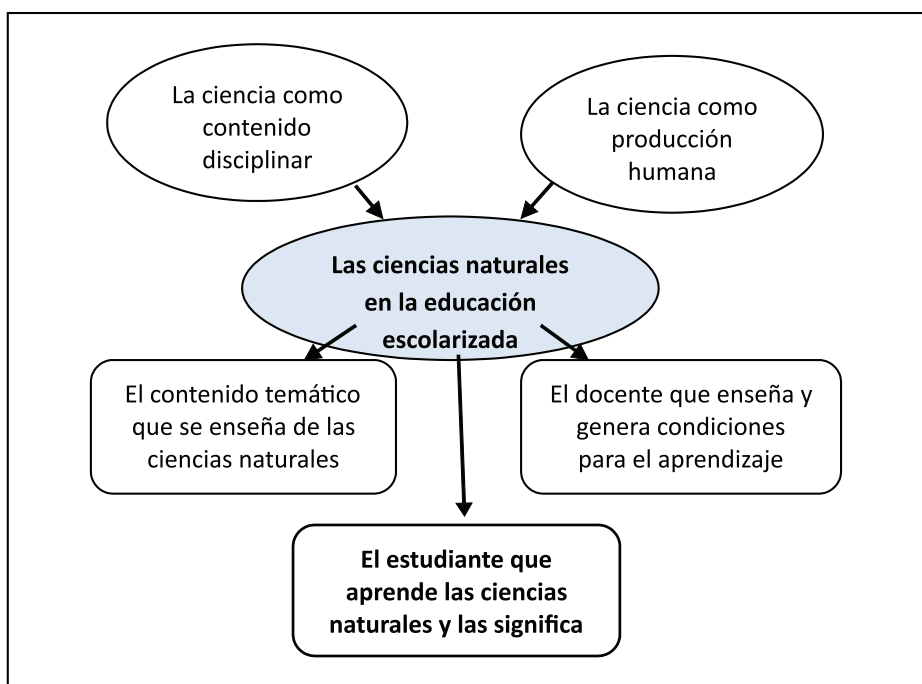 La ciencia como
contenido
disciplinar
La ciencia como
producción
humana
Las ciencias naturales
en la educación
escolarizada
El contenido temático
que se enseña de las
ciencias naturales
El docente que enseña y
genera condiciones
para el aprendizaje
El estudiante que
aprende las ciencias
naturales y las significa